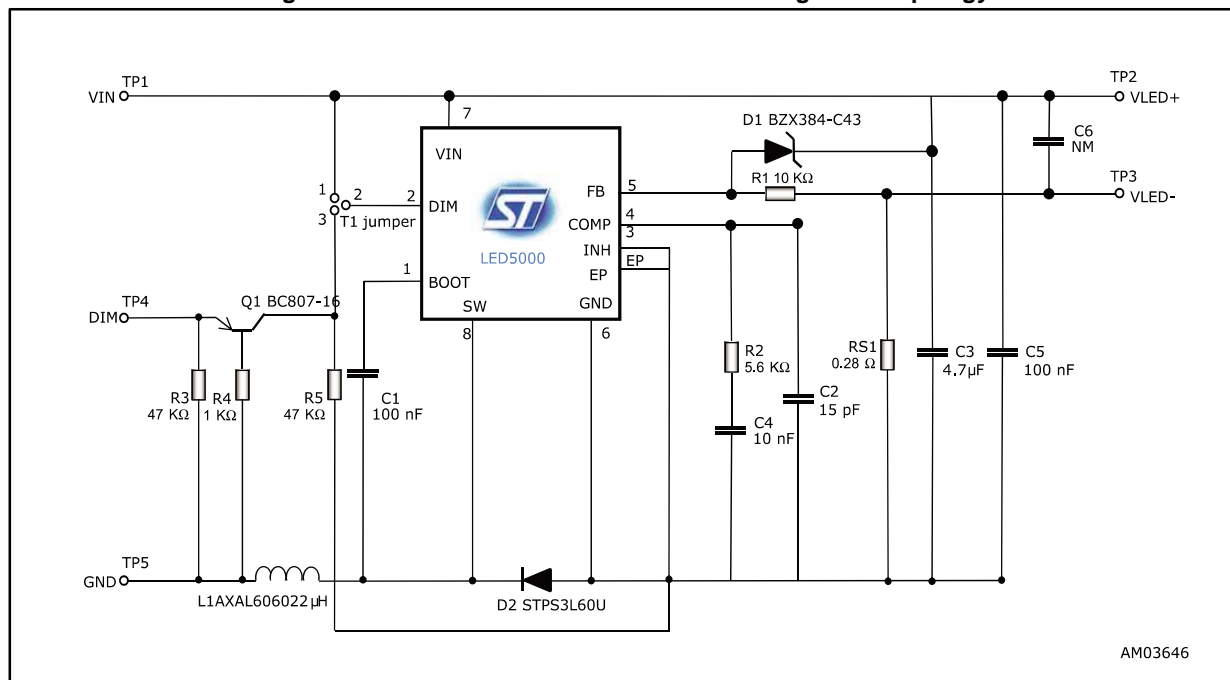 TP1
VIN
TP2
VLED+
7
D1 BZX384-C43
C6
NM
VIN
R1 10 KΩ
5
TP3
VLED-
FB
1
2
2
3
DIM
T1 jumper
4
COMP
3
INH
EP
EP
LED5000
1
BOOT
GND
SW
8
6
TP4
DIM
Q1 BC807-16
R3
47 KΩ
R4
1 KΩ
R5
47 KΩ
C1
100 nF
R2
5.6 KΩ
C4
10 nF
C2
15 pF
RS1
0.28 Ω
C3
4.7µF
C5
100 nF
TP5
GND
L1AXAL606022µH
D2 STPS3L60U
AM03646